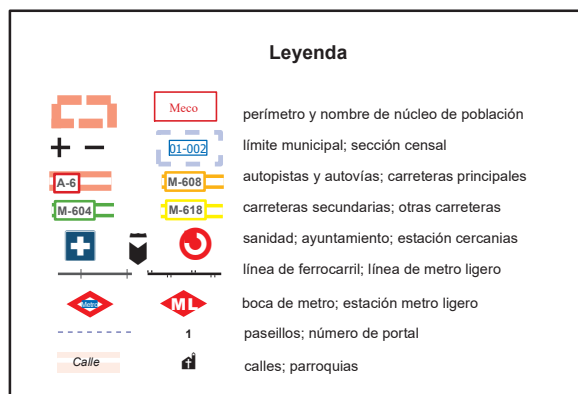 Leyenda
Meco perímetro y nombre de núcleo de población
01-002 límite municipal; sección censal
A-6 M-608 autopistas y autovías; carreteras principales
M-604 M-618 carreteras secundarias; otras carreteras
sanidad; ayuntamiento; estación cercanias
línea de ferrocarril; línea de metro ligero
Metro ML boca de metro; estación metro ligero
1 paseillos; número de portal
Calle calles; parroquias